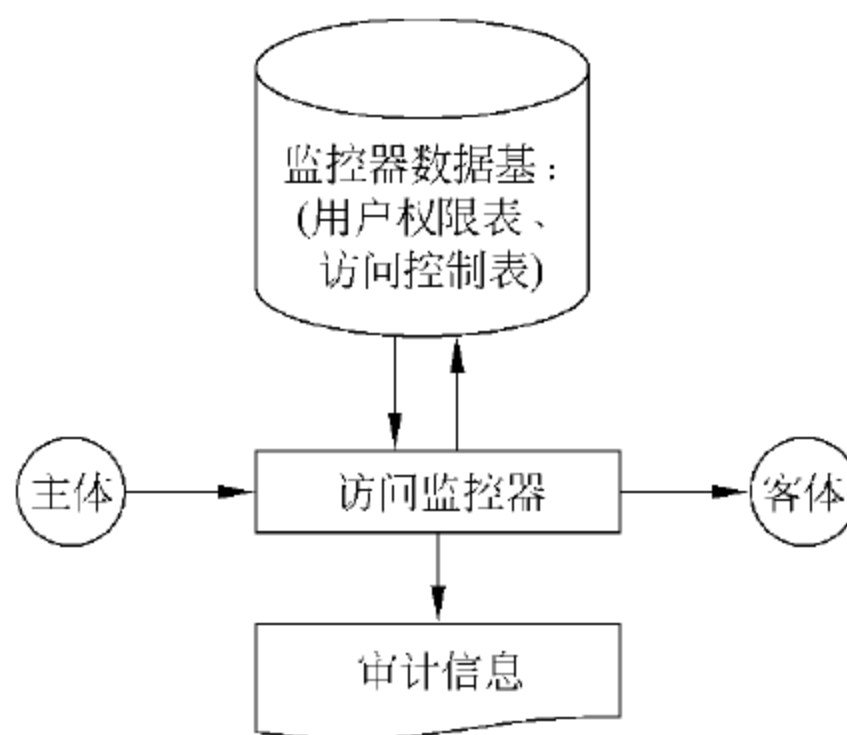 监控器数据基：
(用户权限表、
访问控制表)
主体
访问监控器
客体
审计信息